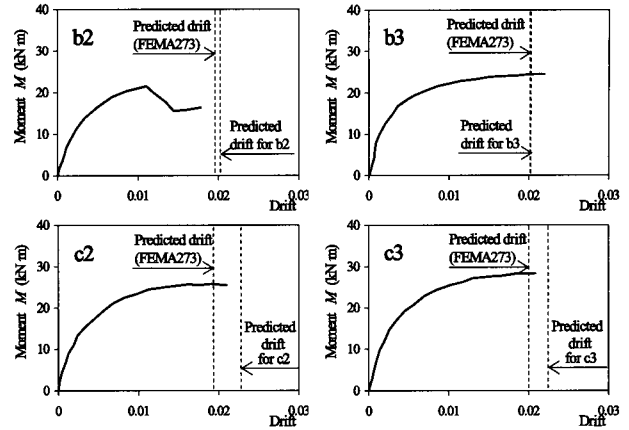 40
30
20
10
0
Moment M (kN m)
b2
Predicted drift
(FEMA273)
Predicted
drift for b2
0
0.01
0.02
0.03
Drift
40
30
20
10
0
Moment M (kN m)
b3
Predicted drift
(FEMA273)
Predicted
drift for b3
0
0.01
0.02
0.03
Drift
40
30
20
10
0
Moment M (kN m)
c2
Predicted drift
(FEMA273)
Predicted
drift
for c2
0
0.01
0.02
0.03
Drift
40
30
20
10
0
Moment M (kN m)
c3
Predicted drift
(FEMA273)
Predicted
drift
for c3
0
0.01
0.02
0.03
Drift